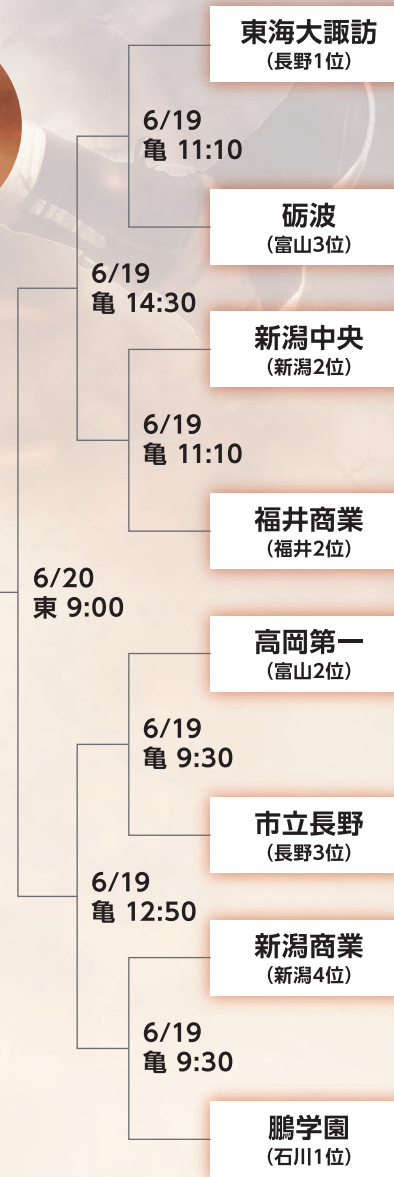 東海大諏訪
（長野1位）
6/19
亀 11:10
砺波
（富山3位）
6/19
亀 14:30
新潟中央
（新潟2位）
6/19
亀 11:10
福井商業
（福井2位）
6/20
東 9:00
高岡第一
（富山2位）
6/19
亀 9:30
市立長野
（長野3位）
6/19
亀 12:50
新潟商業
（新潟4位）
6/19
亀 9:30
鵬学園
（石川1位）